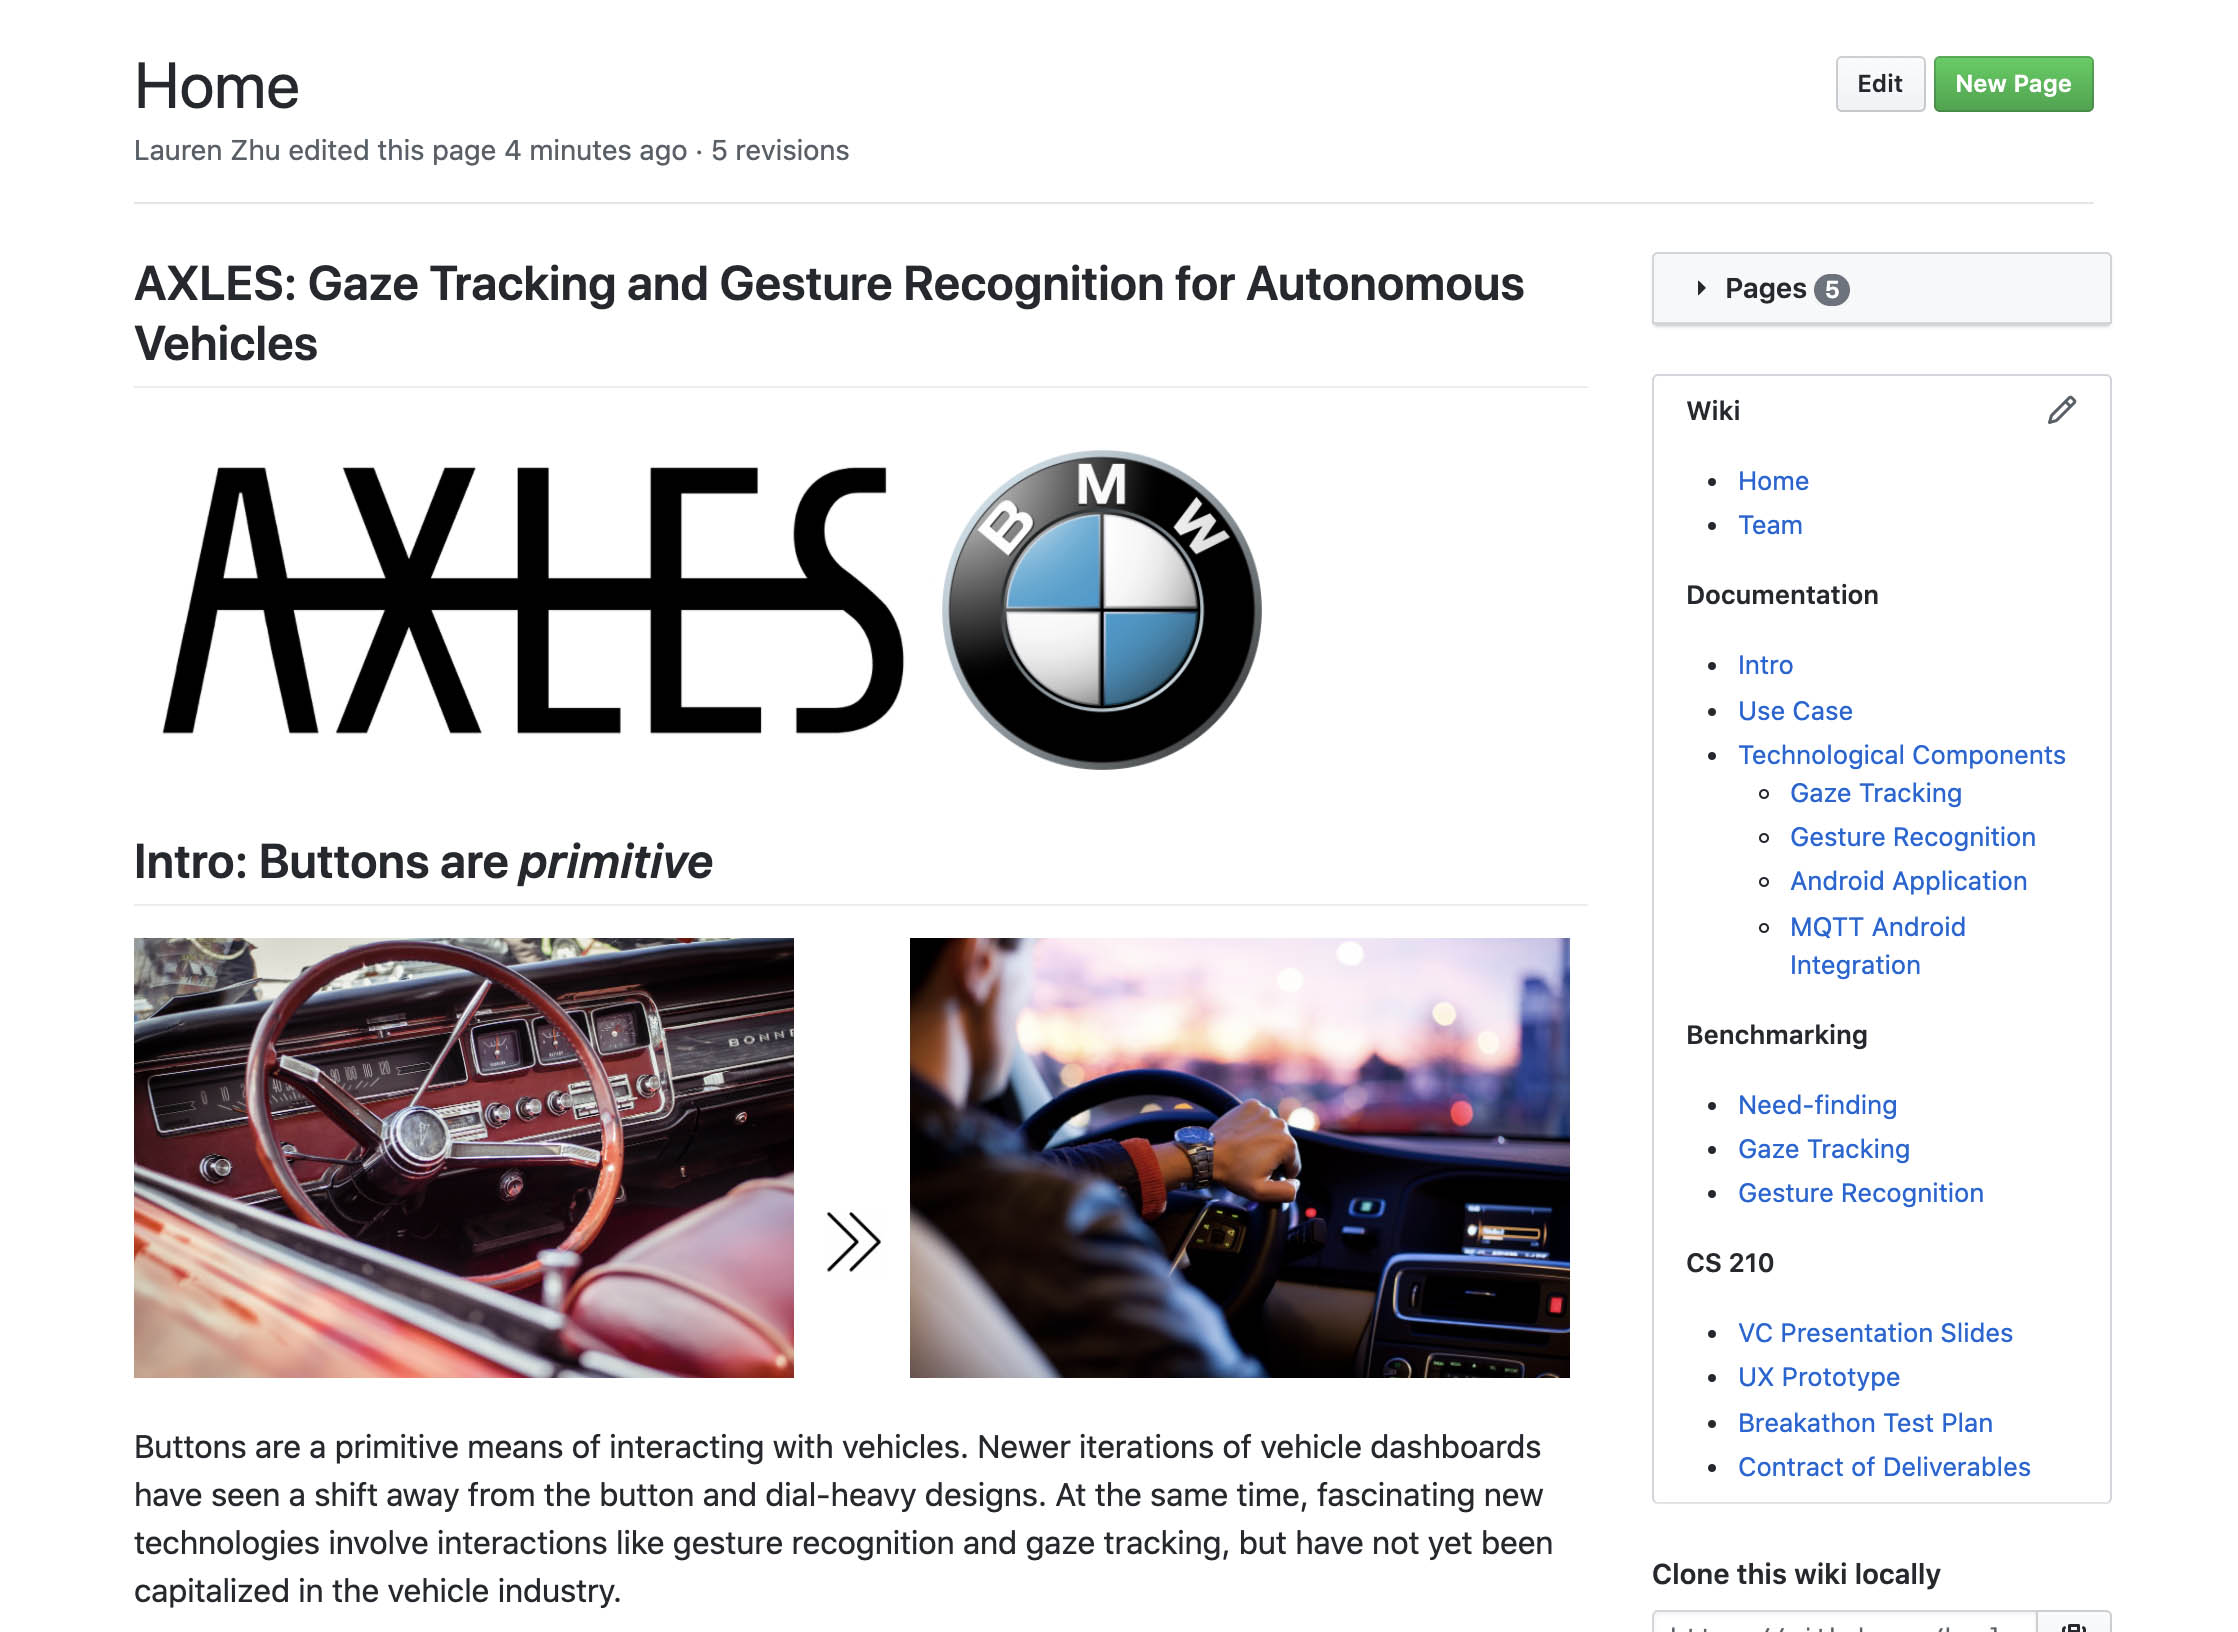 Home
Edit
New Page
Lauren Zhu edited this page 4 minutes ago · 5 revisions
AXLES: Gaze Tracking and Gesture Recognition for Autonomous
Vehicles
AXLES
BMW
Intro: Buttons are primitive
BONNE
Buttons are a primitive means of interacting with vehicles. Newer iterations of vehicle dashboards
have seen a shift away from the button and dial-heavy designs. At the same time, fascinating new
technologies involve interactions like gesture recognition and gaze tracking, but have not yet been
capitalized in the vehicle industry.
Pages 5
Wiki
Home
Team
Documentation
Intro
Use Case
Technological Components
Gaze Tracking
Gesture Recognition
Android Application
MQTT Android
Integration
Benchmarking
Need-finding
Gaze Tracking
Gesture Recognition
CS 210
VC Presentation Slides
UX Prototype
Breakathon Test Plan
Contract of Deliverables
Clone this wiki locally